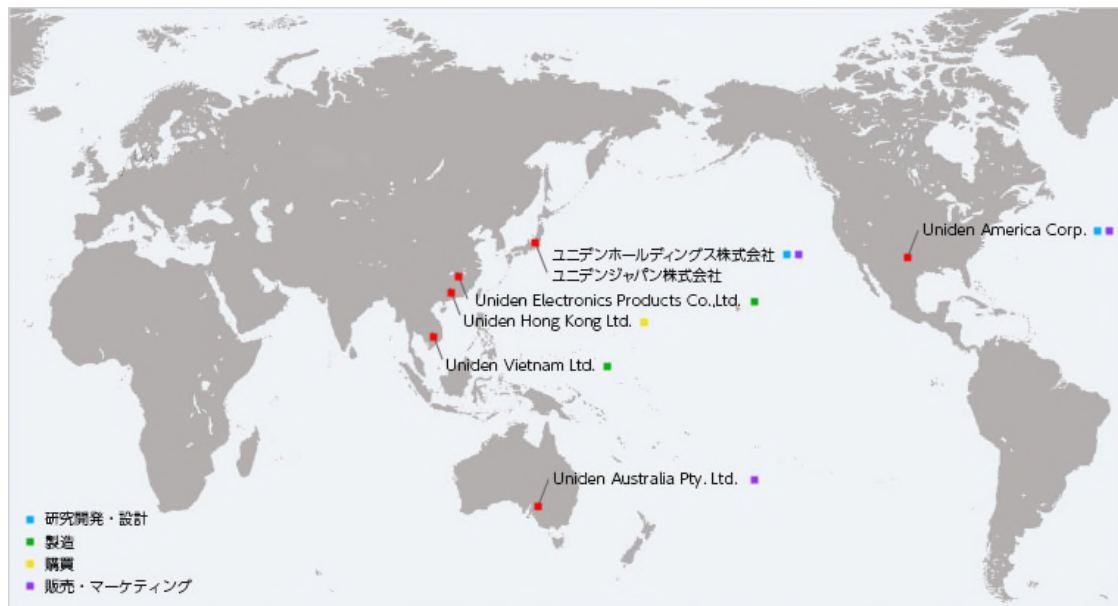 Uniden America Corp.
ユニデンホールディングス株式会社
ユニデンジャパン株式会社
Uniden Electronics Products Co.,Ltd.
Uniden Hong Kong Ltd.
Uniden Vietnam Ltd.
Uniden Australia Pty. Ltd.
研究開発・設計
製造
購買
販売・マーケティング